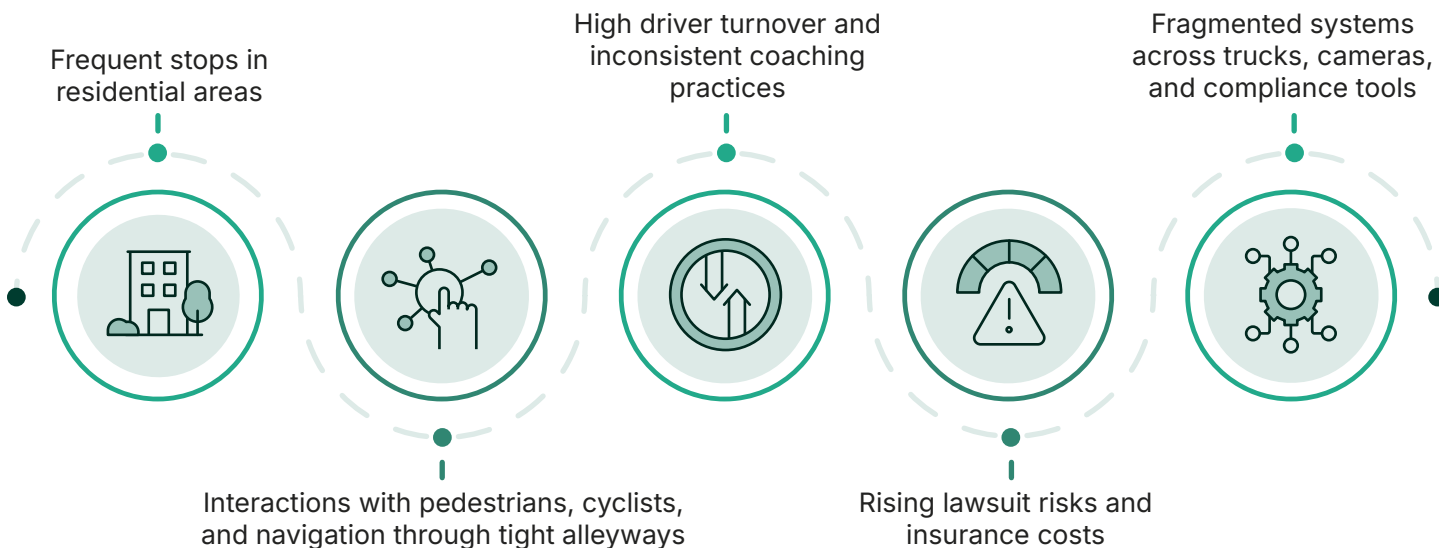 Frequent stops in
residential areas
Interactions with pedestrians, cyclists,
and navigation through tight alleyways
High driver turnover and
inconsistent coaching
practices
Rising lawsuit risks and
insurance costs
Fragmented systems
across trucks, cameras,
and compliance tools